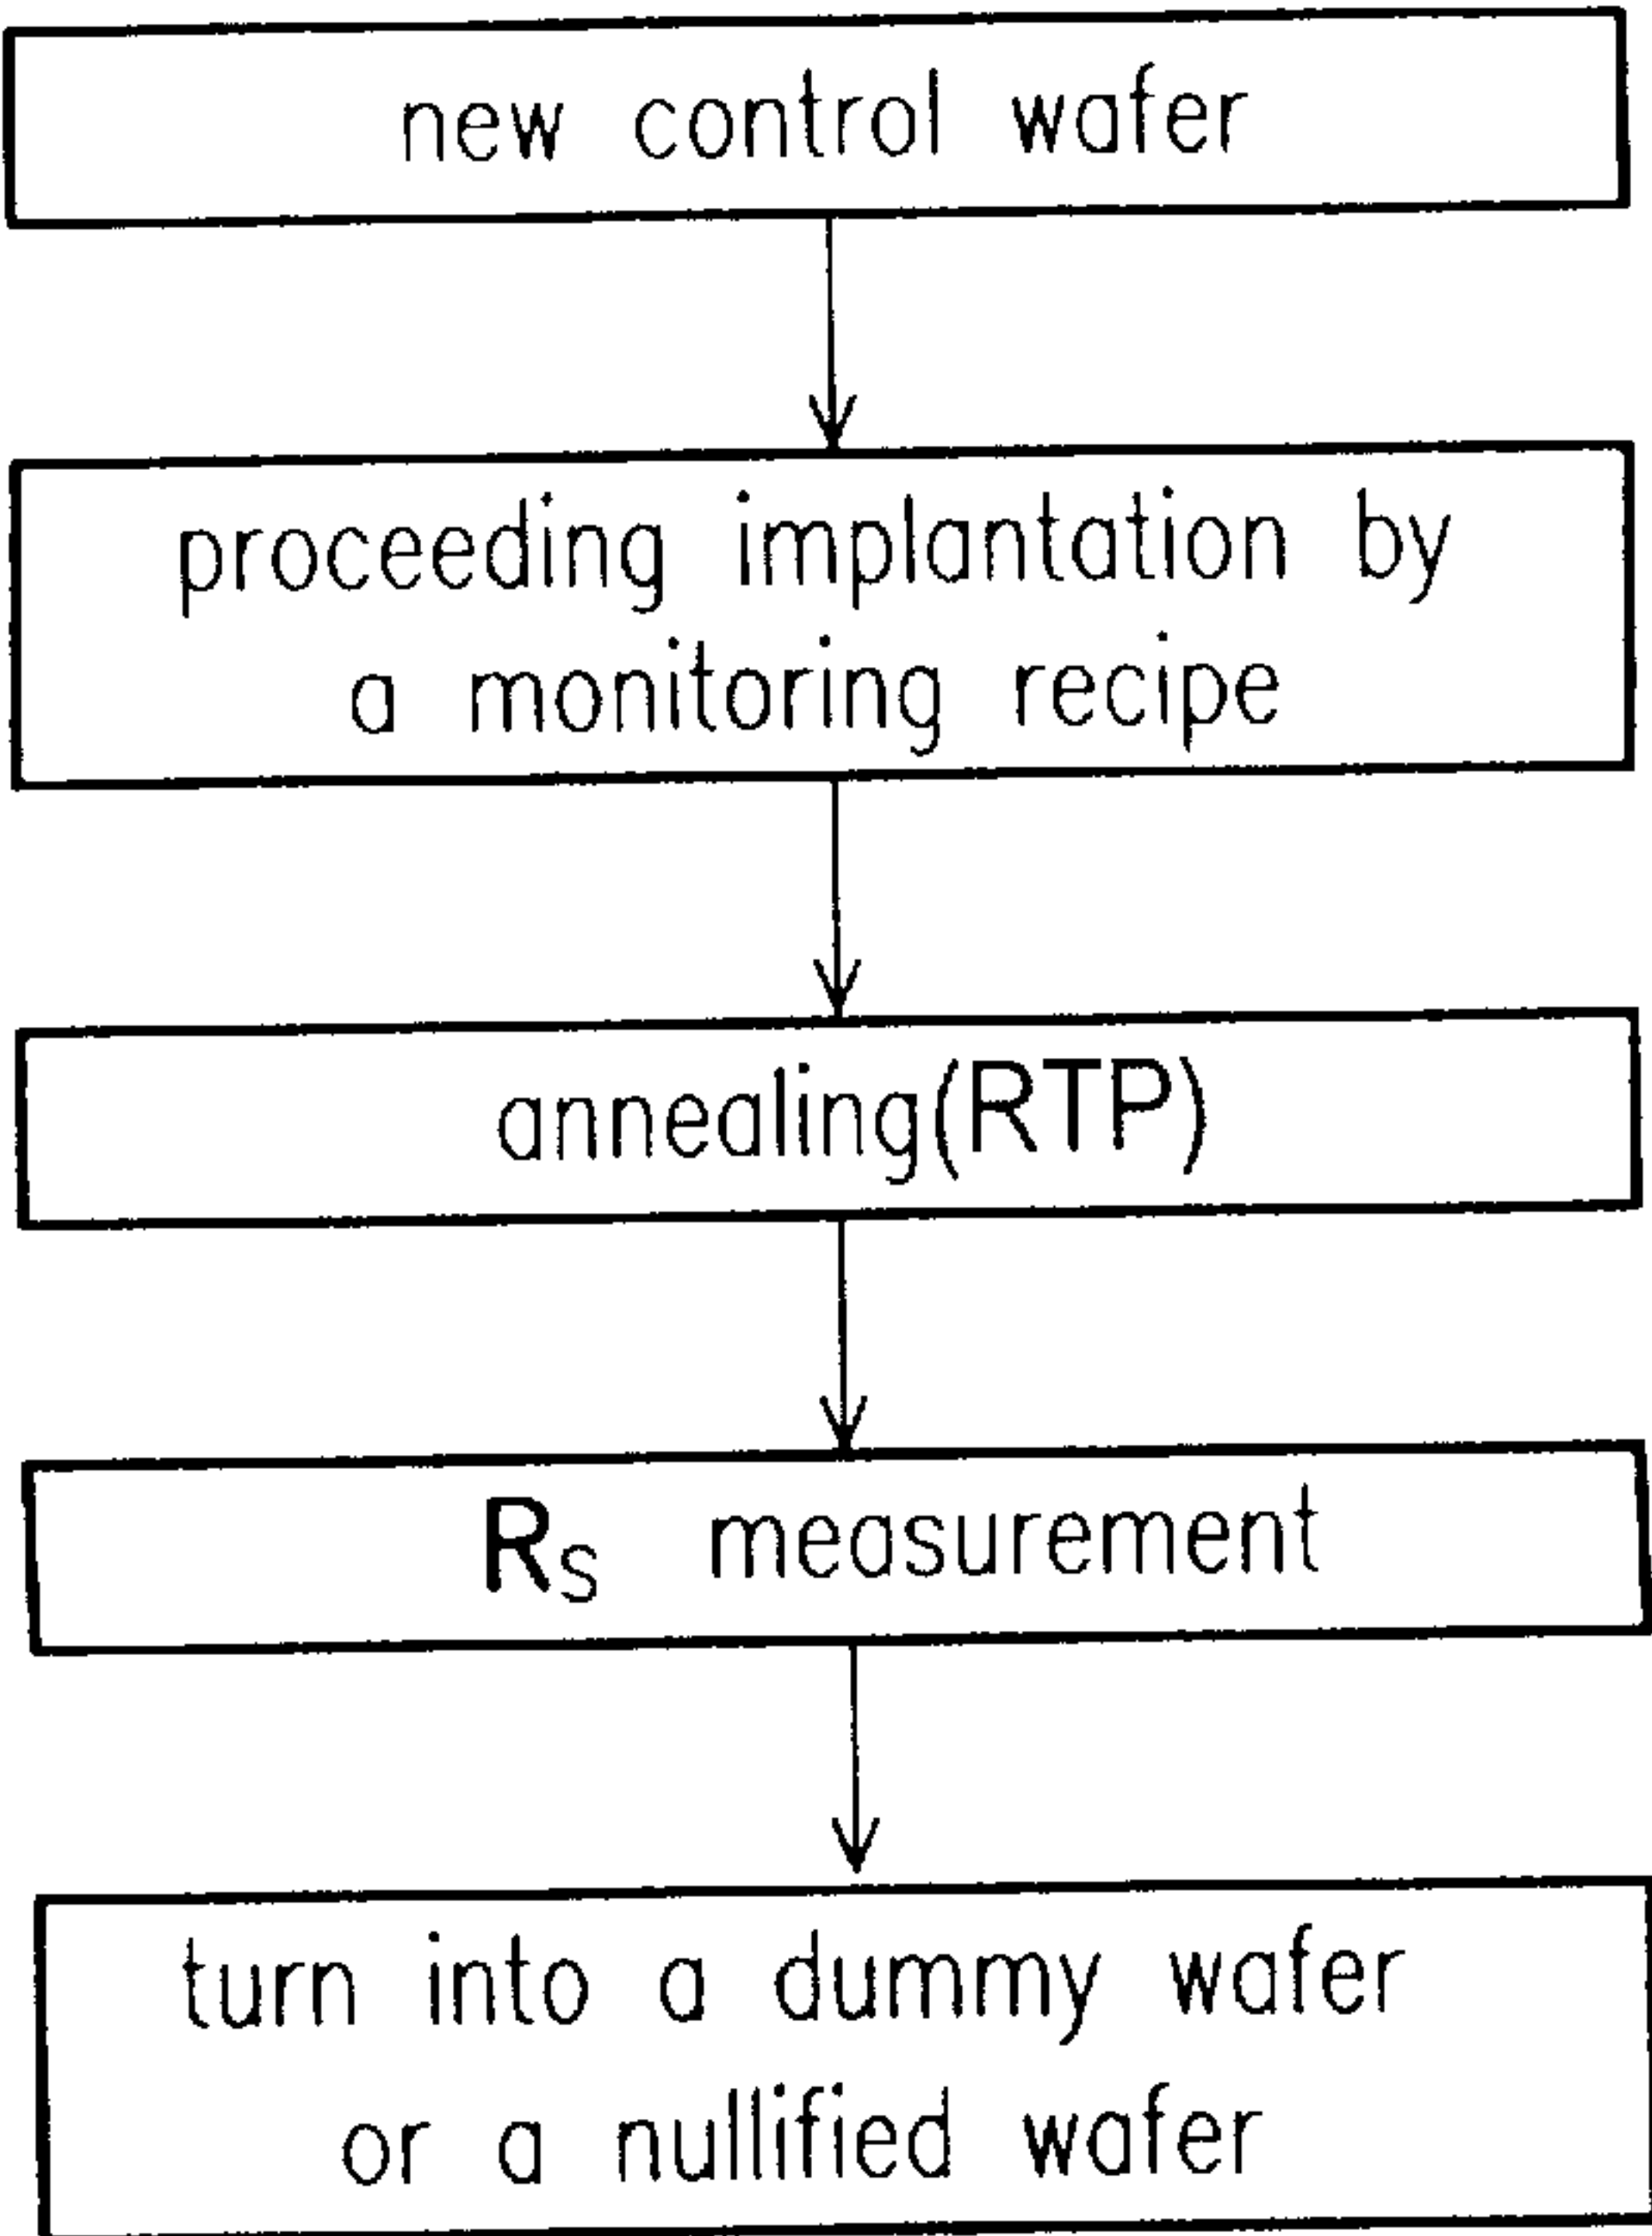 new control wafer
proceeding implantation by
a monitoring recipe
annealing(RTP)
Rs measurement
turn into a dummy wafer
or a nullified wafer